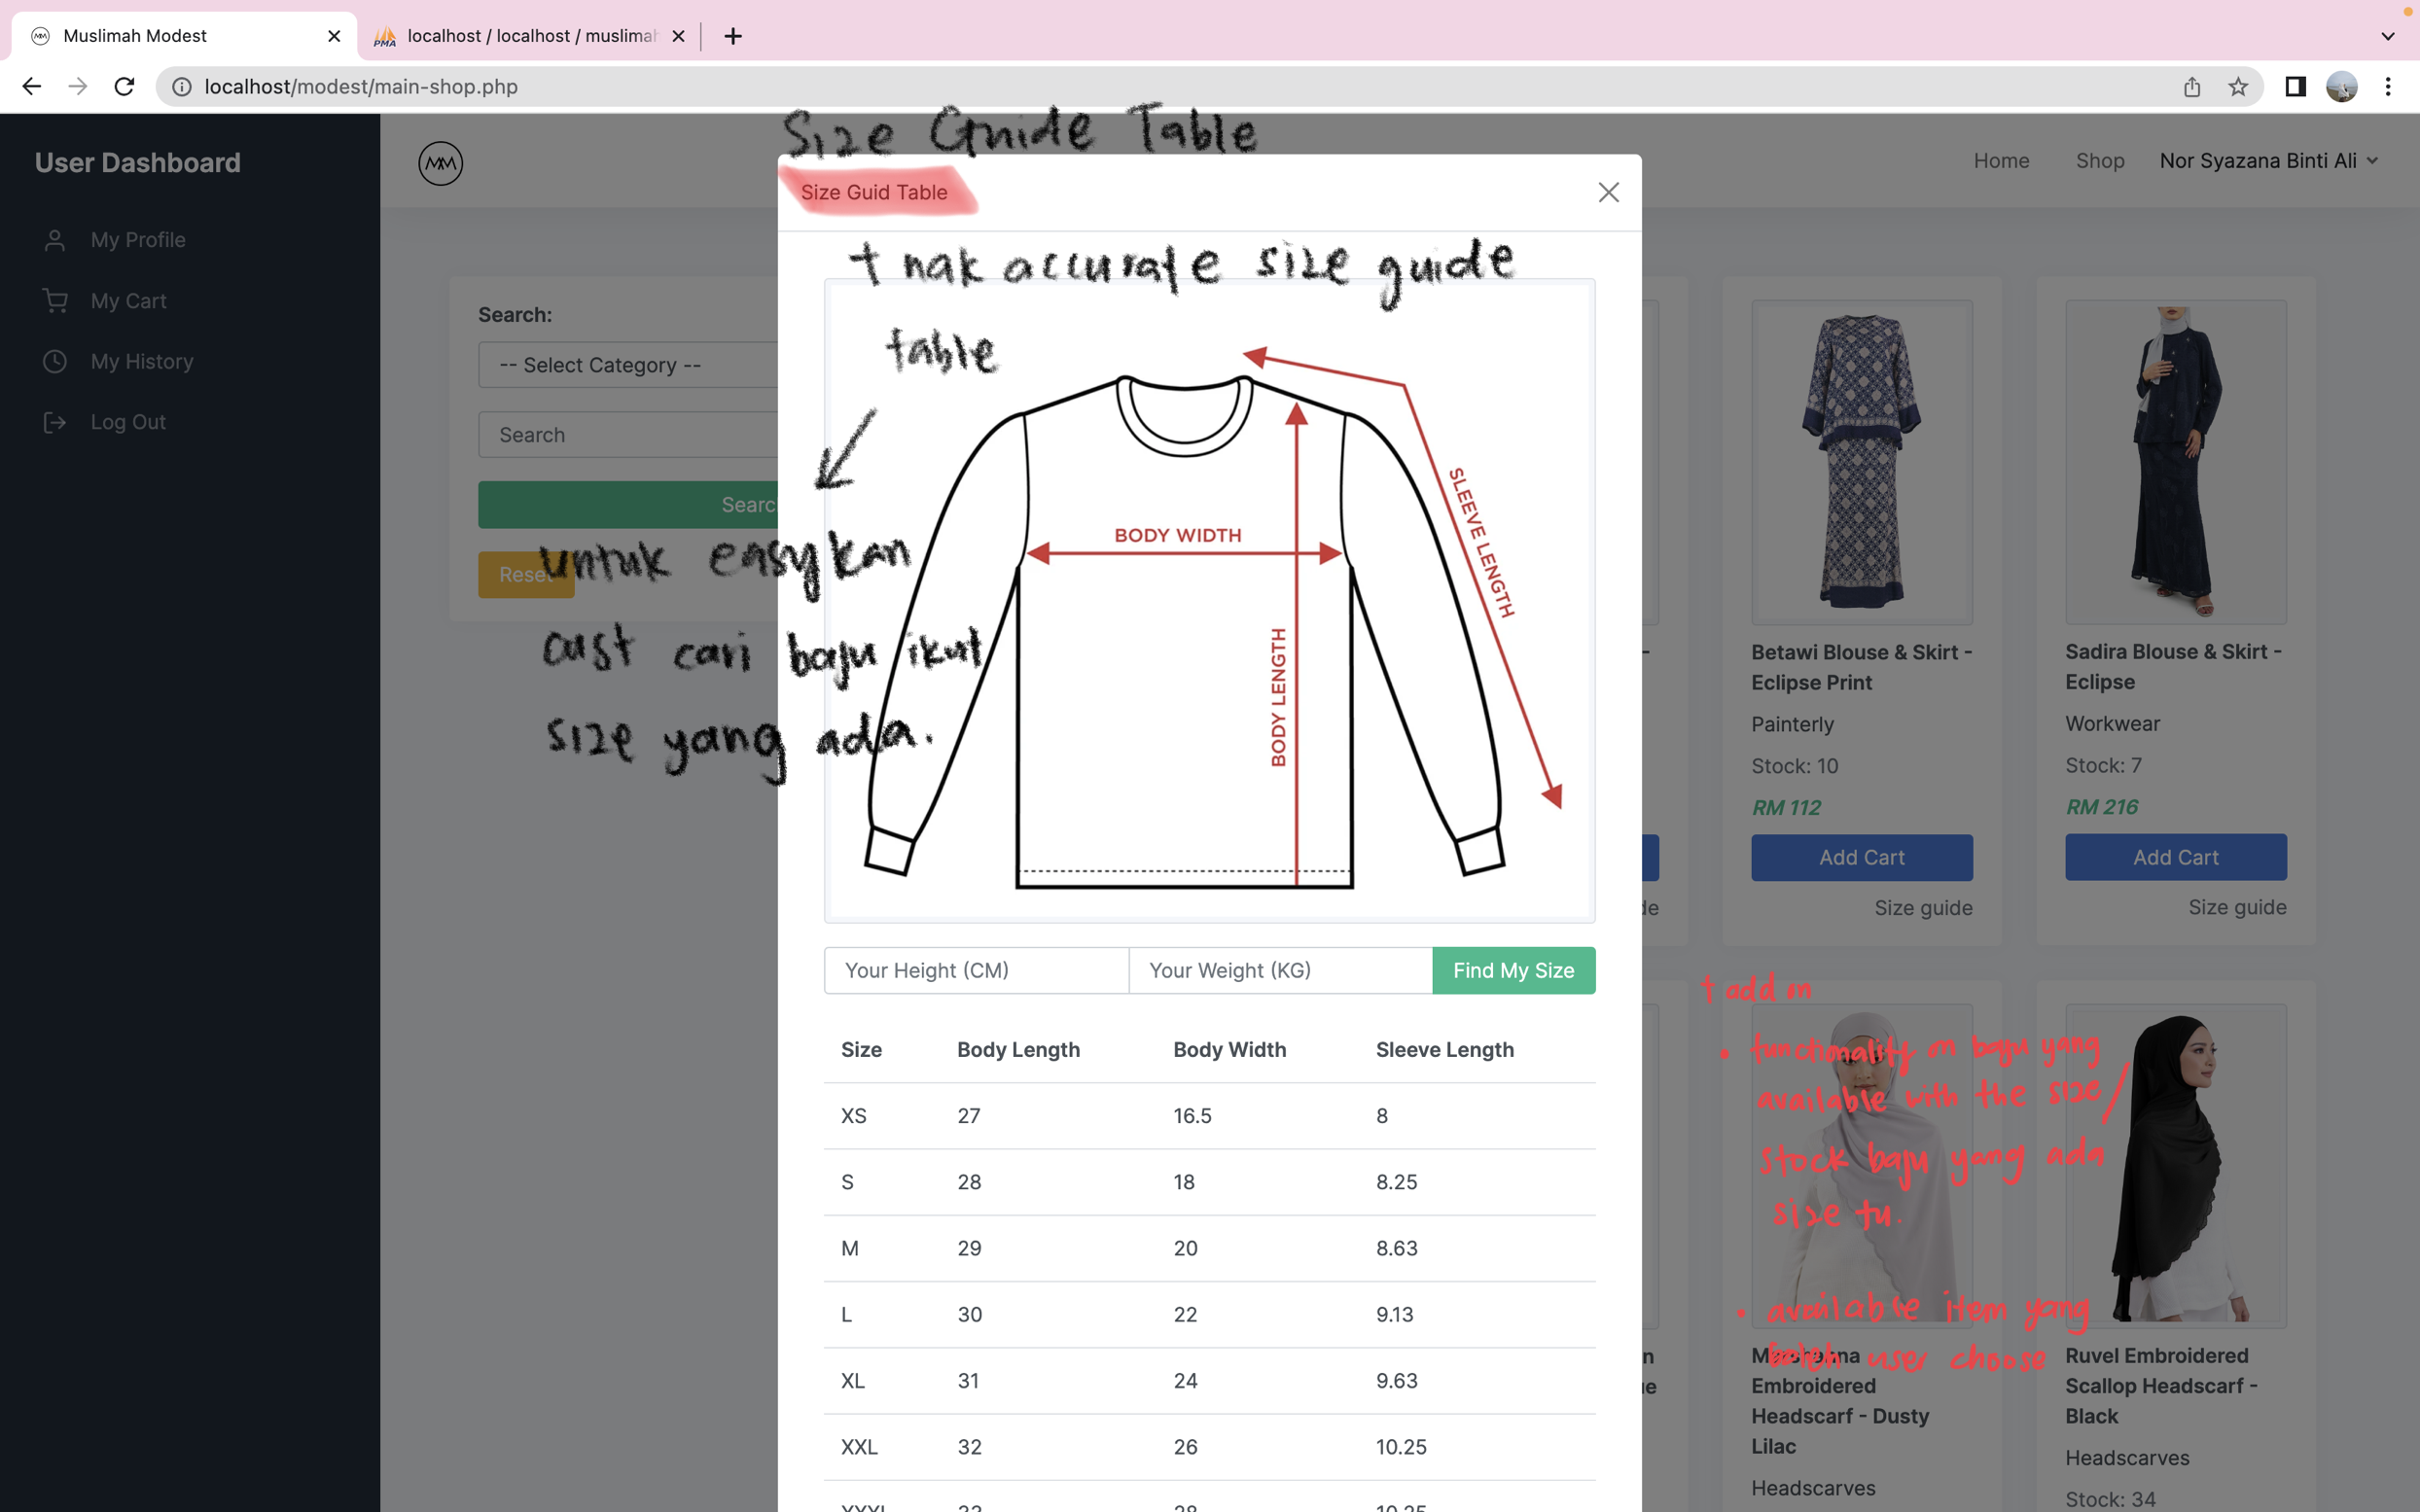 Muslimah Modest
localhost / localhost / muslimah
localhost/modest/main-shop.php
User Dashboard
My Profile
My Cart
My History
Log Out
Home
Shop
Nor Syazana Binti Ali
Search:
-- Select Category --
Search
Searc
Reset
Size Guide Table
Size Guid Table
+ nak accurate size guide
table
untuk easykan
cust cari baju ikut
size yang ada.
BODY WIDTH
BODY LENGTH
SLEEVE LENGTH
Your Height (CM)
Your Weight (KG)
Find My Size
Size Body Length Body Width Sleeve Length
XS 27 16.5 8
S 28 18 8.25
M 29 20 8.63
L 30 22 9.13
XL 31 24 9.63
XXL 32 26 10.25
XXXL 33 28 10.25
Betawi Blouse & Skirt -
Eclipse Print
Painterly
Stock: 10
RM 112
Add Cart
Size guide
Sadira Blouse & Skirt -
Eclipse
Workwear
Stock: 7
RM 216
Add Cart
Size guide
+ add on
• functionality on baju yang
available with the size /
stock baju yang ada
size tu.
• available item yang
boleh user choose
Embroidered
Headscarf - Dusty
Lilac
Headscarves
Ruvel Embroidered
Scallop Headscarf -
Black
Headscarves
Stock: 34